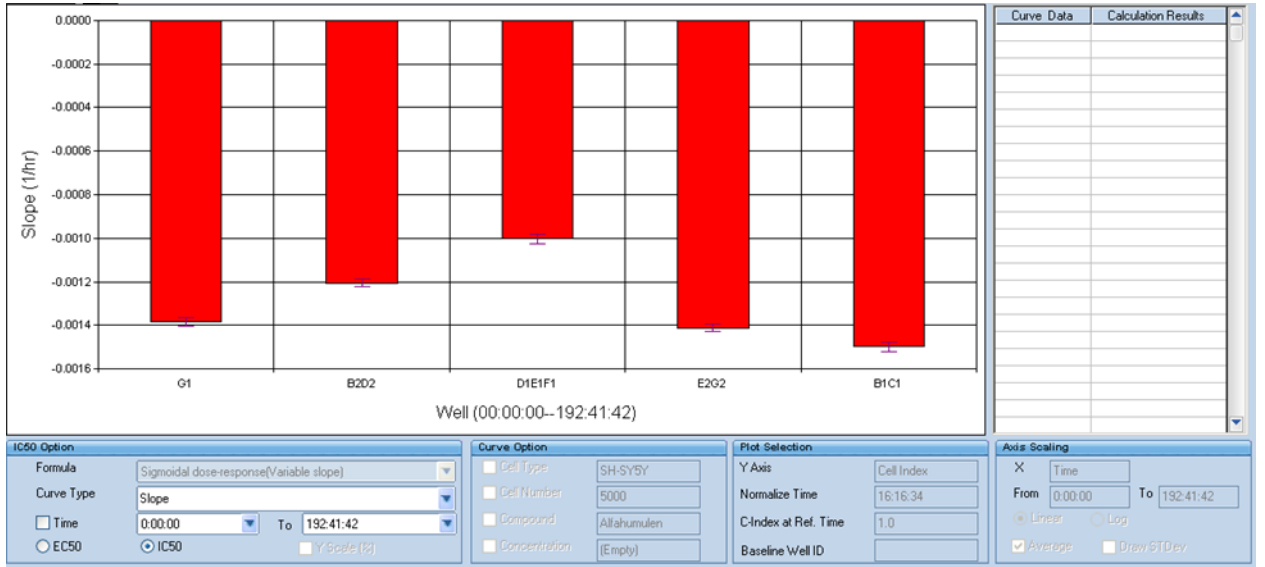 0.0000
-0.0002
-0.0004
-0.0006
-0.0008
-0.0010
-0.0012
-0.0014
-0.0016
Slope (1/hr)
G1 B2D2 D1E1F1 E2G2 B1C1
Well (00:00:00--192:41:42)
Curve Data Calculation Results
IC50 Option
Formula Sigmoidal dose-response(Variable slope)
Curve Type Slope
Time 0:00:00 To 192:41:42
EC50 IC50 Y Scale (%)
Curve Option
Cell Type SH-SY5Y
Cell Number 5000
Compound Alfahumulen
Concentration (Empty)
Plot Selection
Y Axis Cell Index
Normalize Time 16:16:34
C-Index at Ref. Time 1.0
Baseline Well ID
Axis Scaling
X Time
From 0:00:00 To 192:41:42
Linear Log
Average Draw STDev